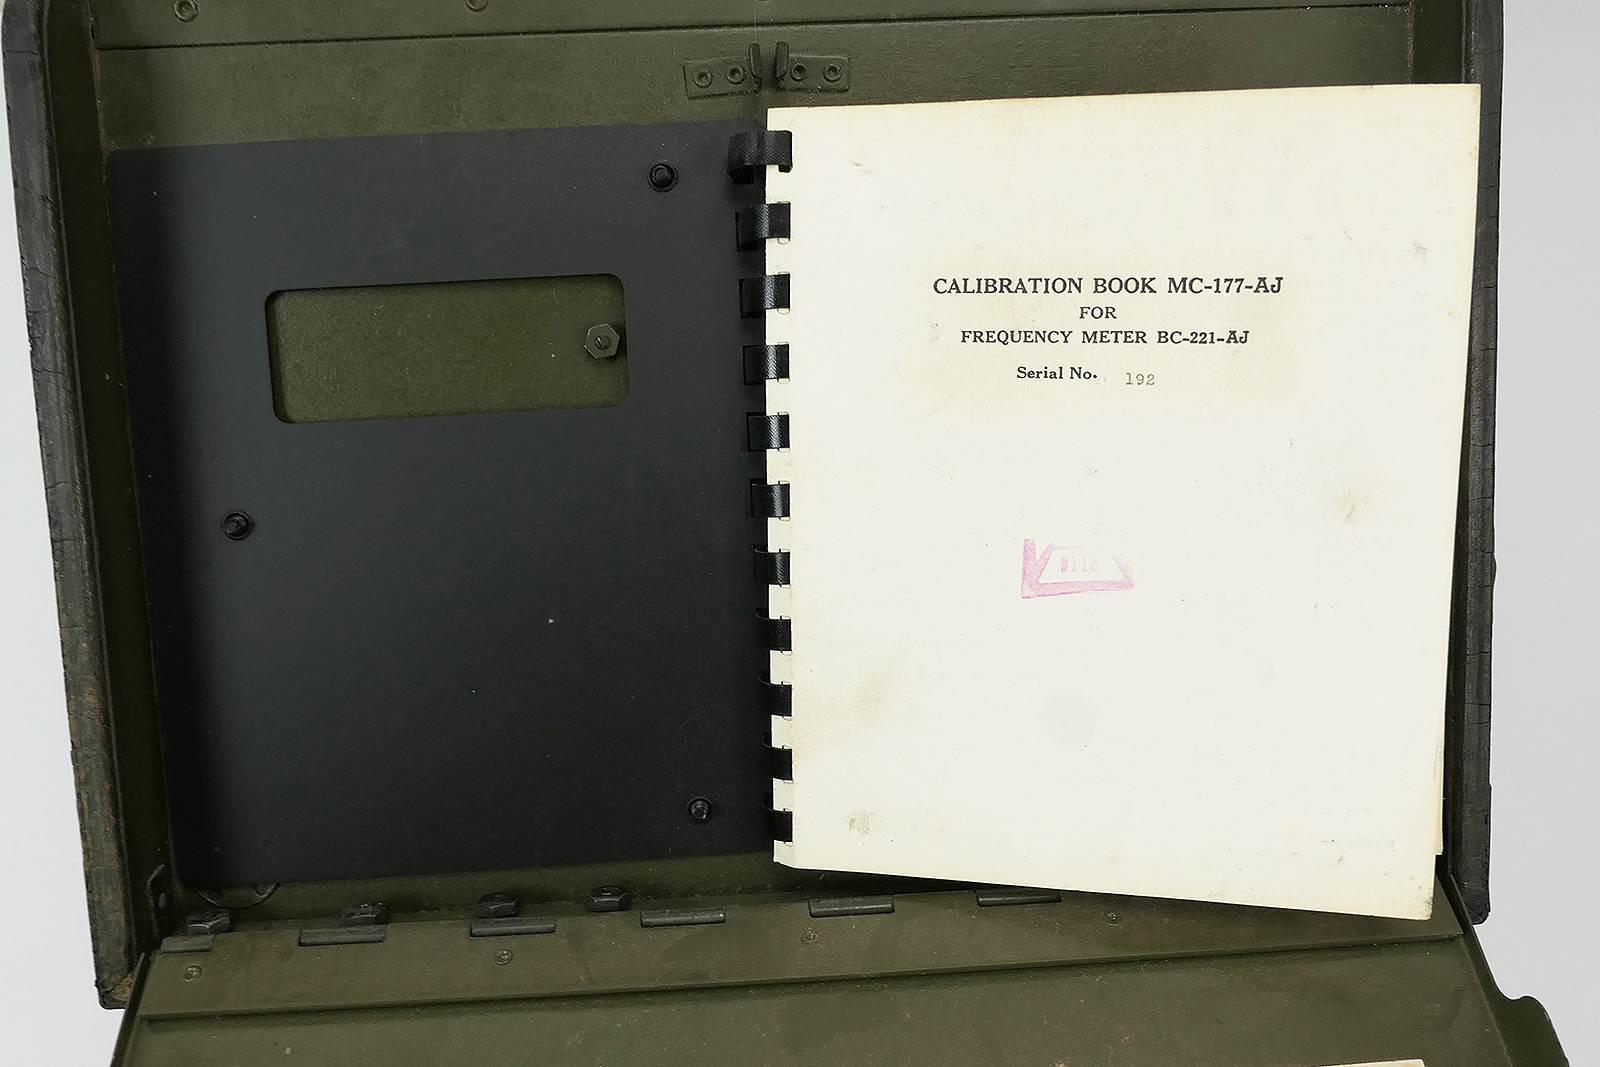 CALIBRATION BOOK MC-177-AJ
FOR
FREQUENCY METER BC-221-AJ
Serial No. 192